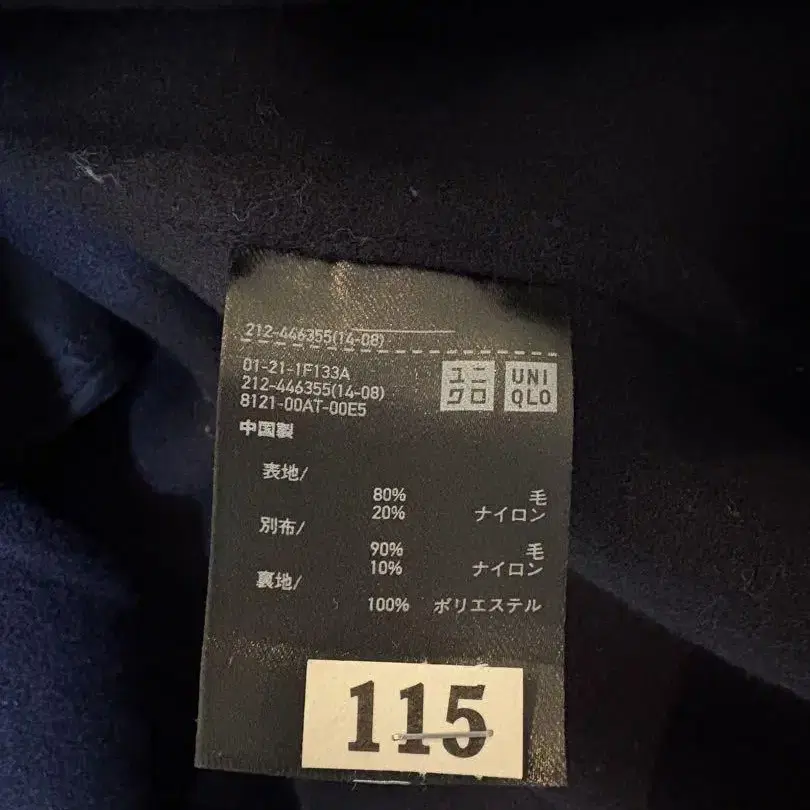 212-446355(14-08)
01-21-1F133A
212-446355(14-08)
8121-00AT-00E5
ユニ
クロ
UNI
QLO
中国製
表地/
80% 毛
20% ナイロン
別布/
90% 毛
10% ナイロン
裏地/
100% ポリエステル
115